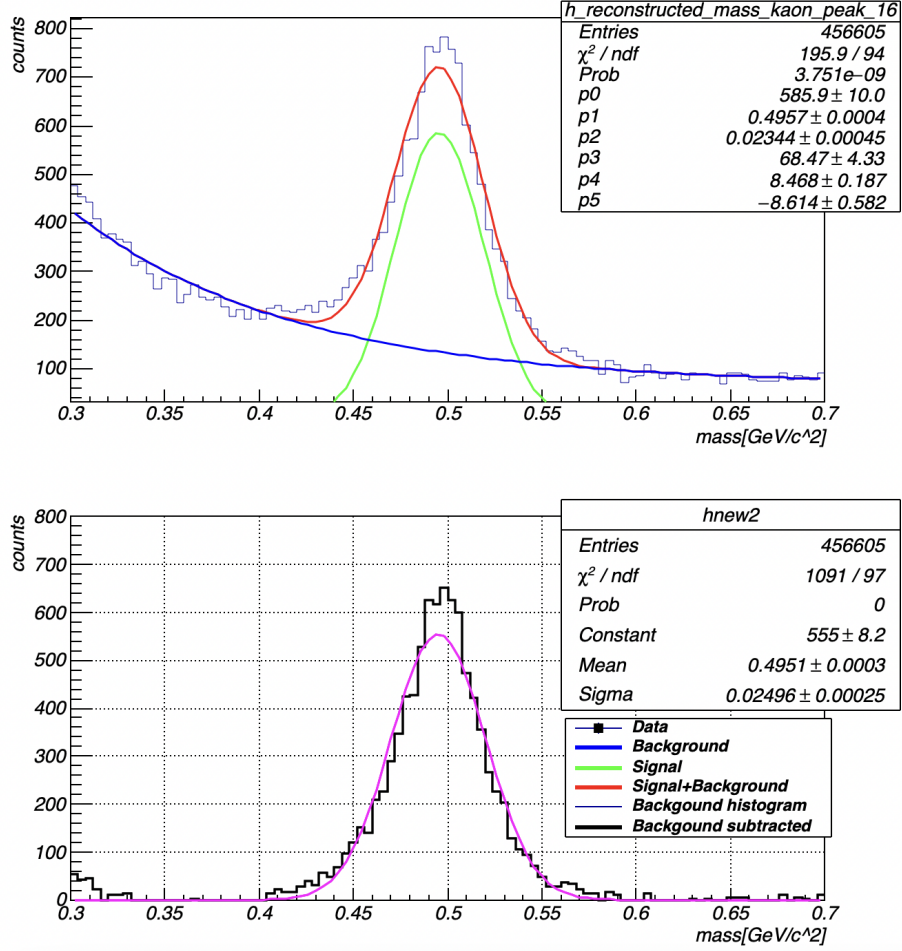 h_reconstructed_mass_kaon_peak_16
Entries 456605
χ² / ndf 195.9 / 94
Prob 3.751e−09
p0 585.9 ± 10.0
p1 0.4957 ± 0.0004
p2 0.02344 ± 0.00045
p3 68.47 ± 4.33
p4 8.468 ± 0.187
p5 −8.614 ± 0.582
counts
800
700
600
500
400
300
200
100
0.3 0.35 0.4 0.45 0.5 0.55 0.6 0.65 0.7
mass[GeV/c^2]
hnew2
Entries 456605
χ² / ndf 1091 / 97
Prob 0
Constant 555 ± 8.2
Mean 0.4951 ± 0.0003
Sigma 0.02496 ± 0.00025
Data
Background
Signal
Signal+Background
Backgound histogram
Backgound subtracted
counts
800
700
600
500
400
300
200
100
0
0.3 0.35 0.4 0.45 0.5 0.55 0.6 0.65 0.7
mass[GeV/c^2]